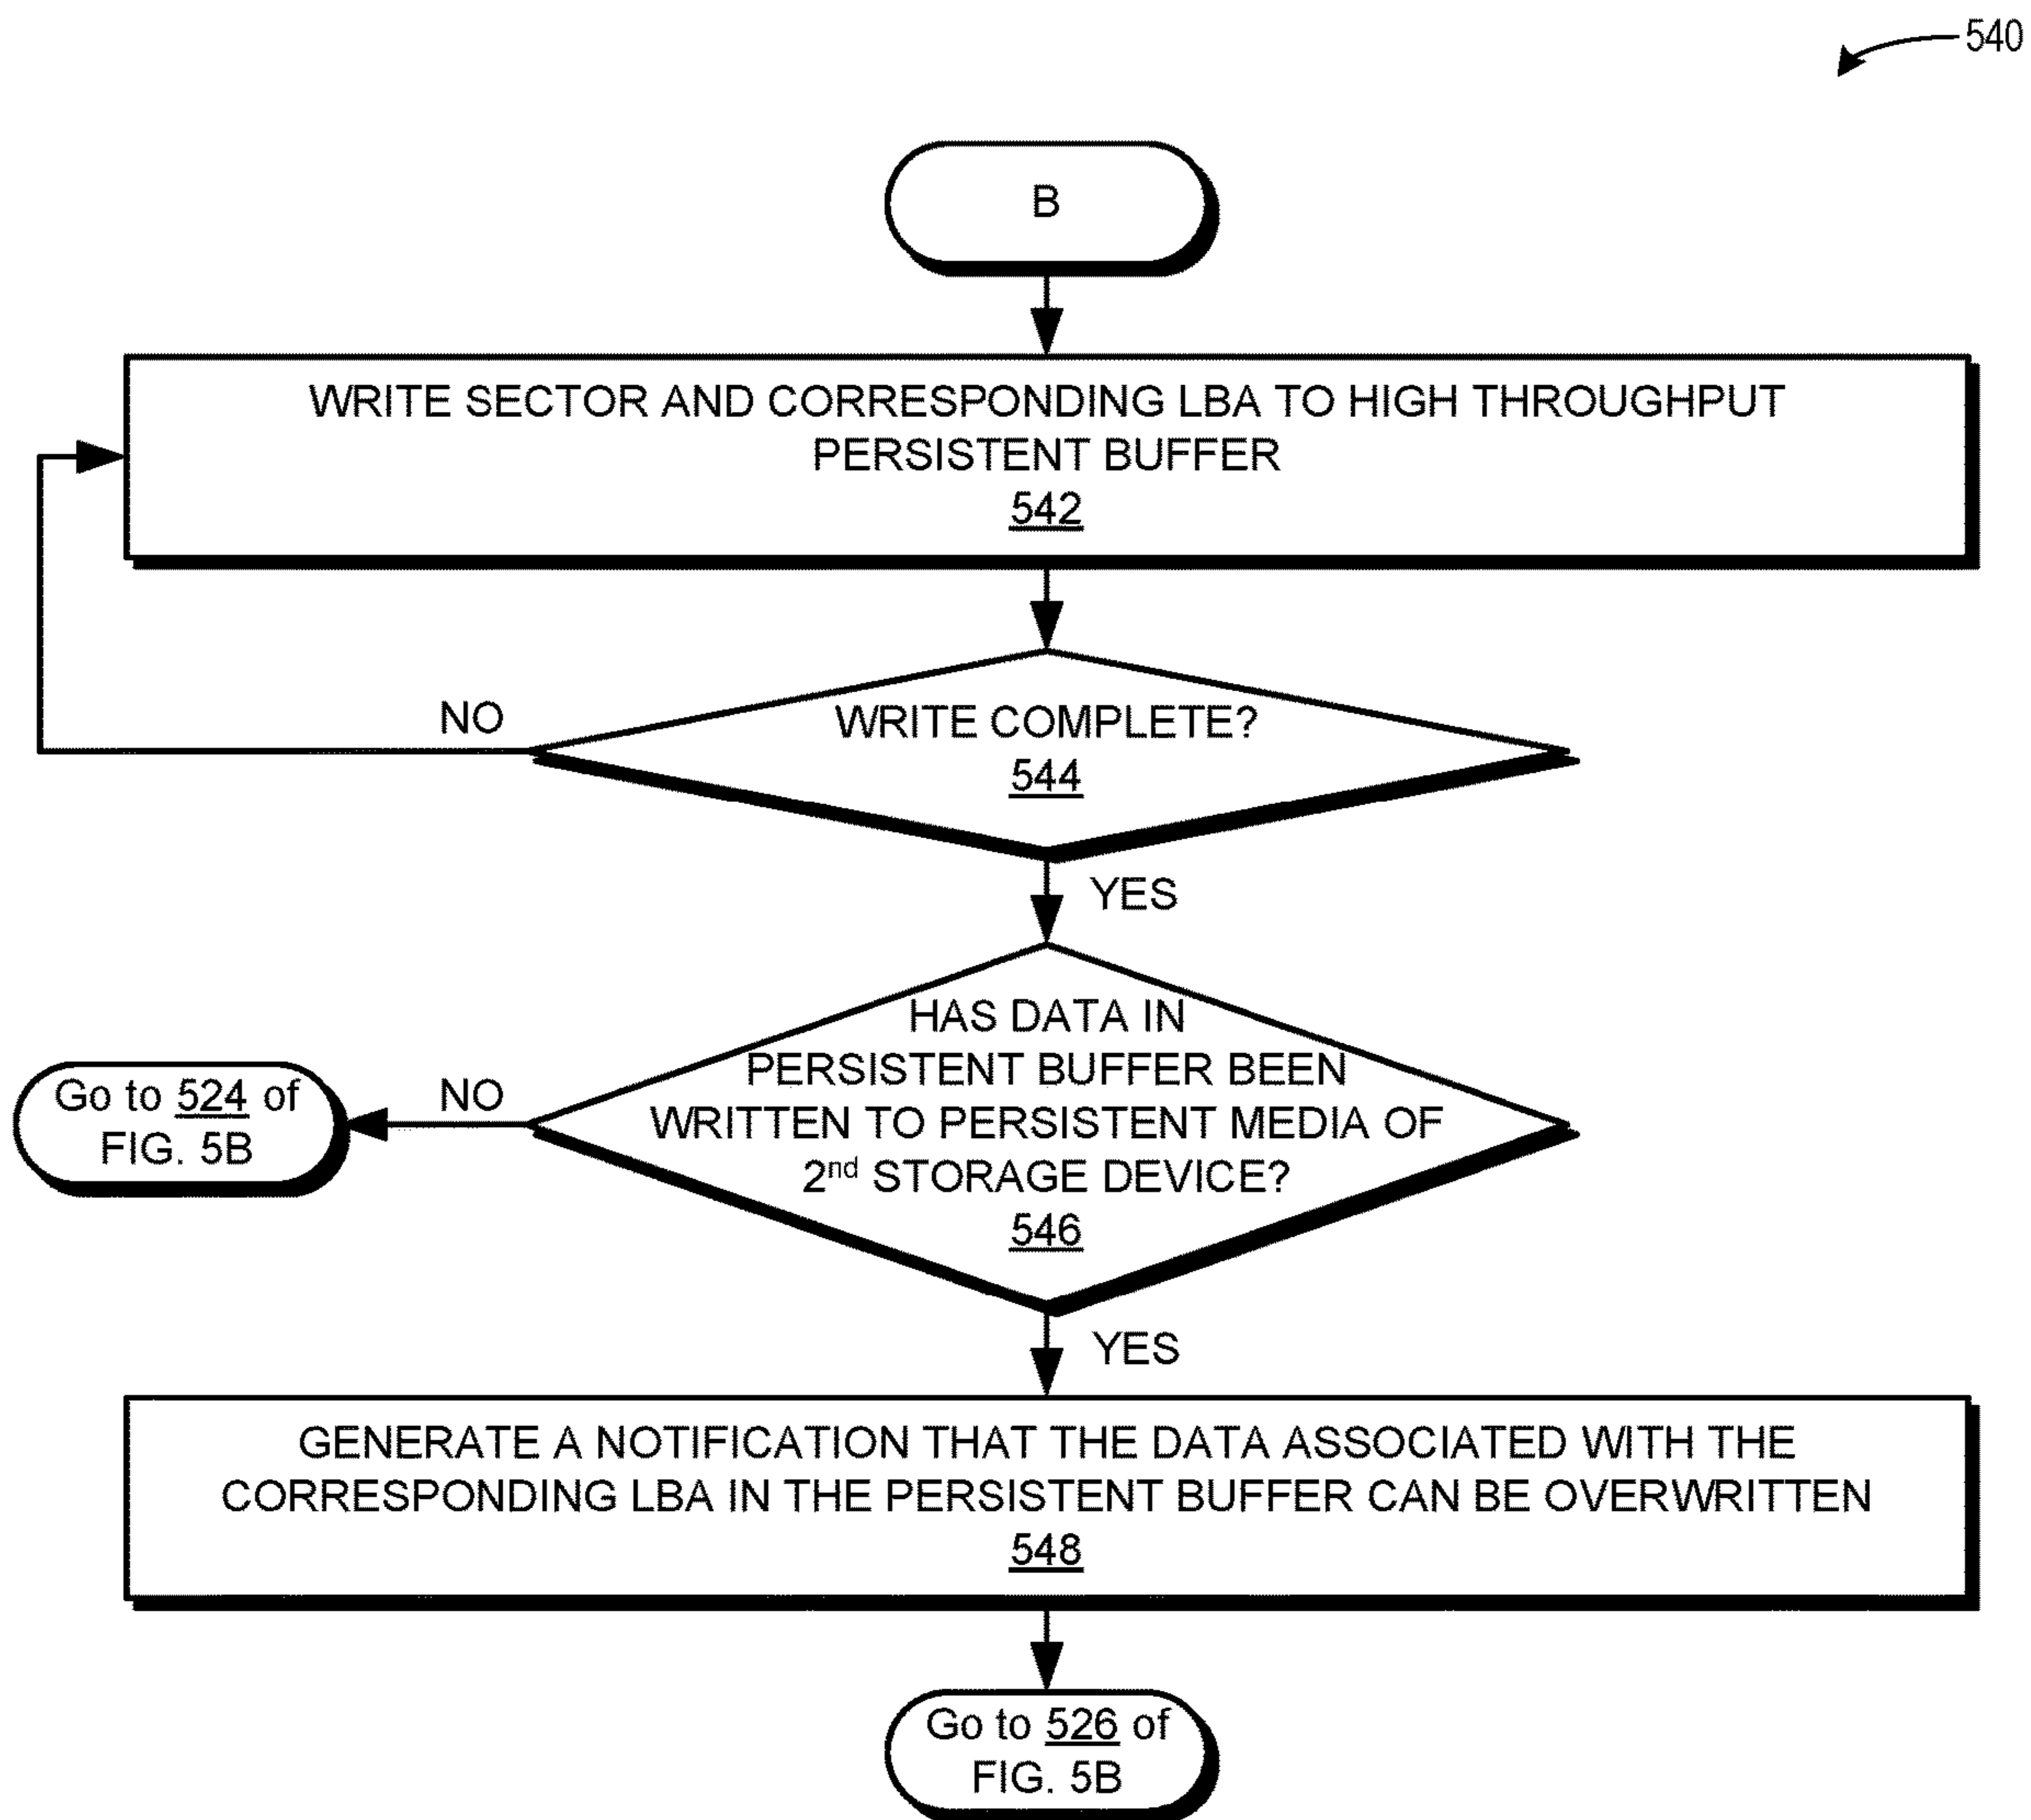 540
B
WRITE SECTOR AND CORRESPONDING LBA TO HIGH THROUGHPUT
PERSISTENT BUFFER
542
WRITE COMPLETE?
544
NO
YES
HAS DATA IN
PERSISTENT BUFFER BEEN
WRITTEN TO PERSISTENT MEDIA OF
2nd STORAGE DEVICE?
546
NO
Go to 524 of
FIG. 5B
YES
GENERATE A NOTIFICATION THAT THE DATA ASSOCIATED WITH THE
CORRESPONDING LBA IN THE PERSISTENT BUFFER CAN BE OVERWRITTEN
548
Go to 526 of
FIG. 5B